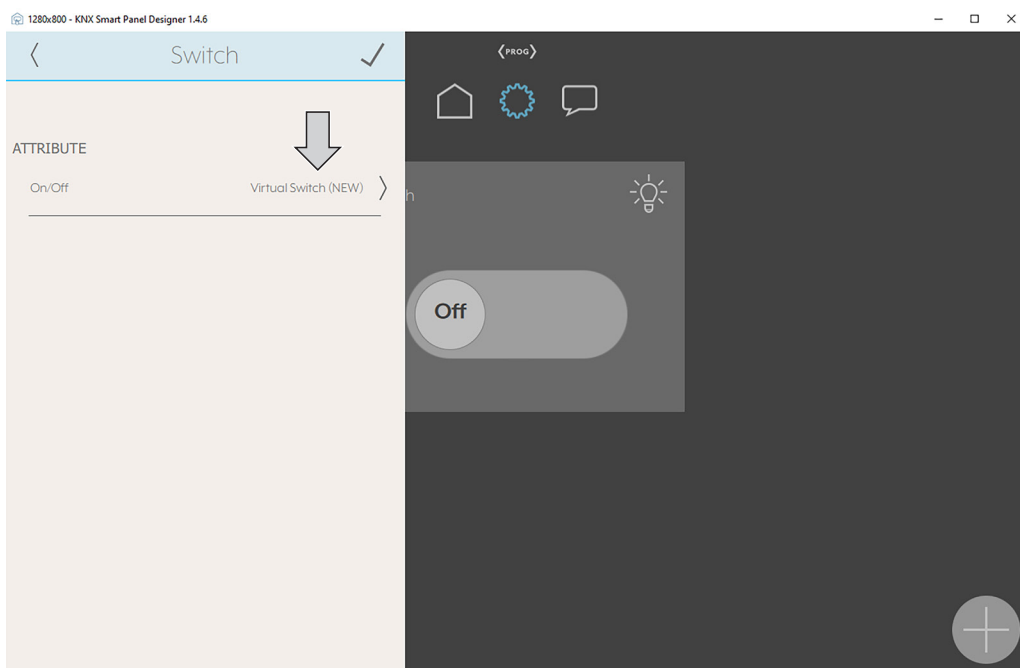 1280x800 - KNX Smart Panel Designer 1.4.6
Switch
PROG
ATTRIBUTE
On/Off
Virtual Switch (NEW)
h
Off